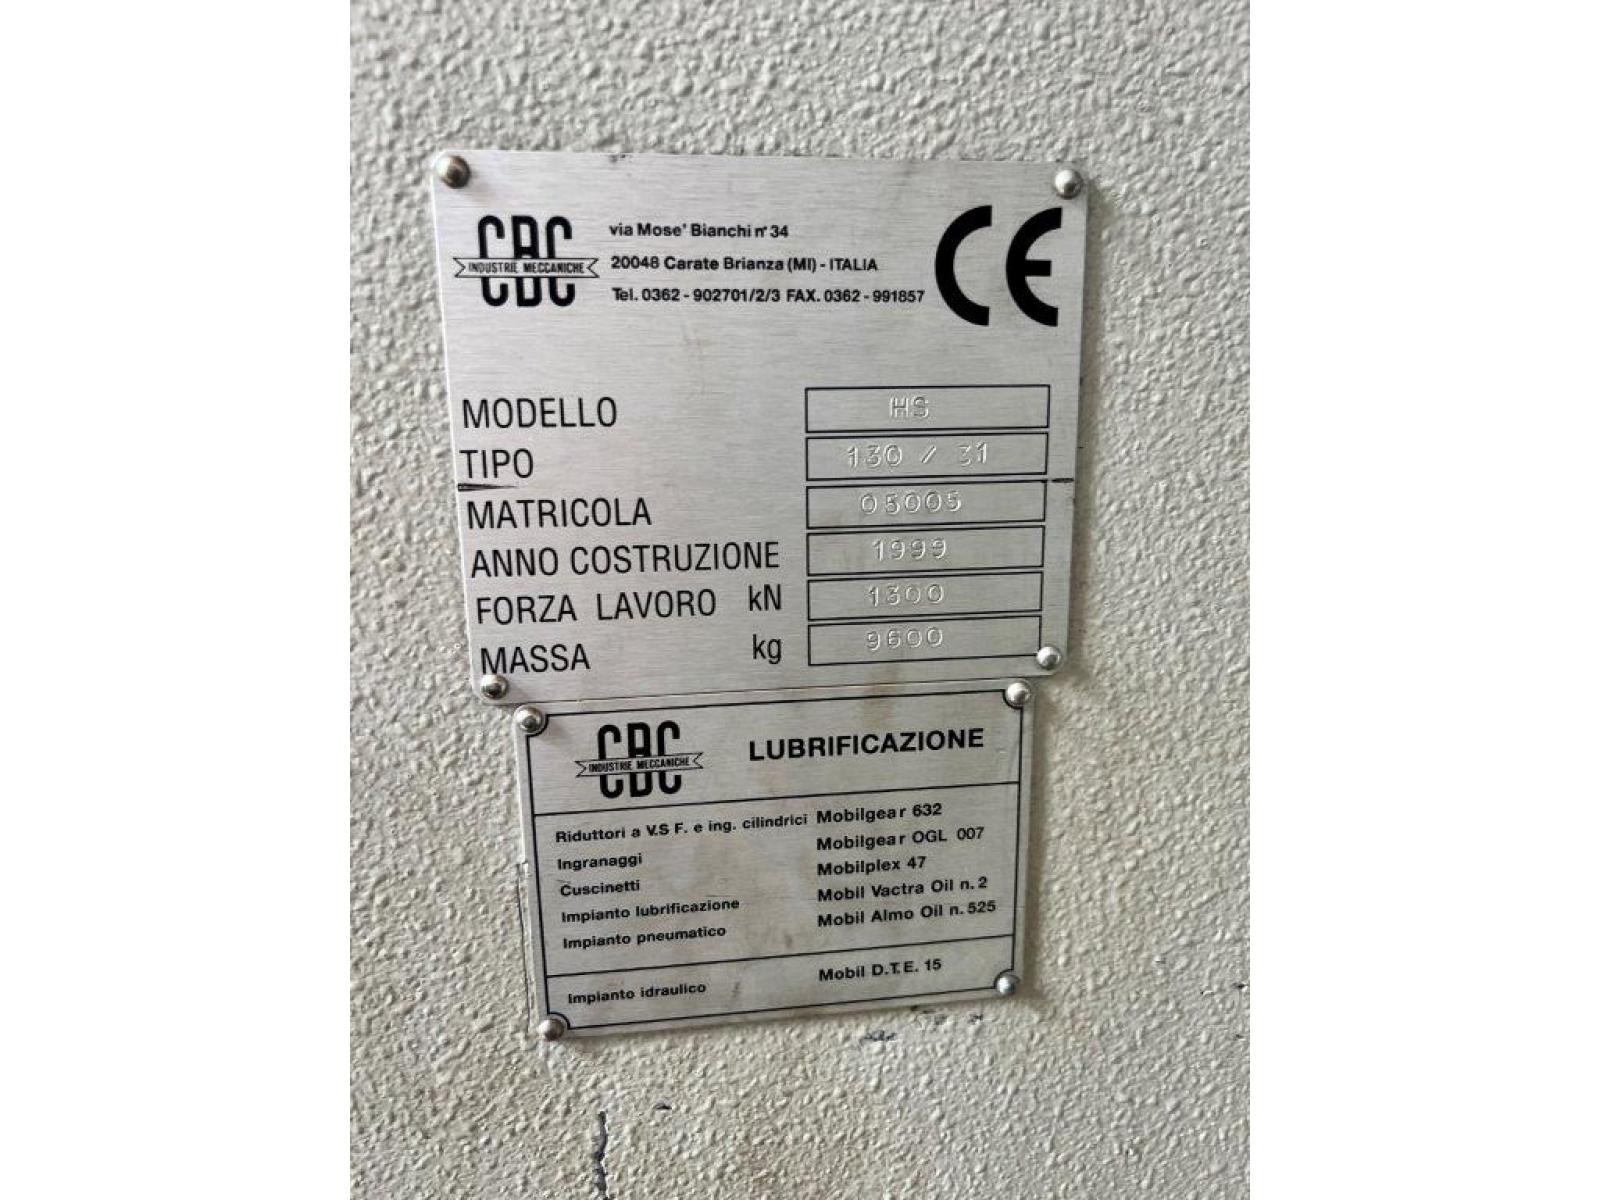 CBC
INDUSTRIE MECCANICHE
via Mose' Bianchi n° 34
20048 Carate Brianza (MI) - ITALIA
Tel. 0362 - 902701/2/3 FAX. 0362 - 991857
CE
MODELLO HS
TIPO 130 / 31
MATRICOLA 05005
ANNO COSTRUZIONE 1999
FORZA LAVORO kN 1300
MASSA kg 9600
CBC
INDUSTRIE MECCANICHE
LUBRIFICAZIONE
Riduttori a V.S F. e ing. cilindrici Mobilgear 632
Ingranaggi Mobilgear OGL 007
Cuscinetti Mobilplex 47
Impianto lubrificazione Mobil Vactra Oil n. 2
Impianto pneumatico Mobil Almo Oil n. 525
Impianto idraulico Mobil D.T.E. 15